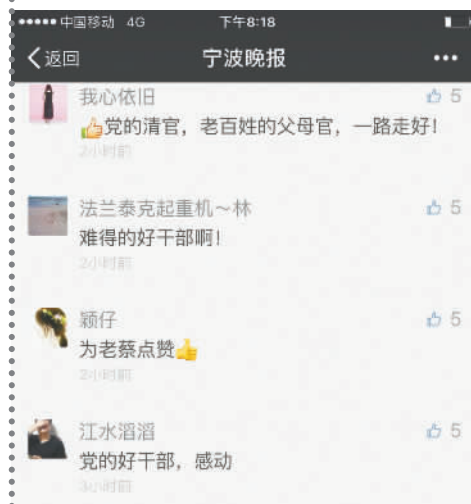 中国移动 4G 下午8:18
返回 宁波晚报
我心依旧 5
👍党的清官，老百姓的父母官，一路走好！
2小时前
法兰泰克起重机～林 5
难得的好干部啊！
2小时前
颖仔 5
为老蔡点赞👍
2小时前
江水滔滔 5
党的好干部，感动
3小时前